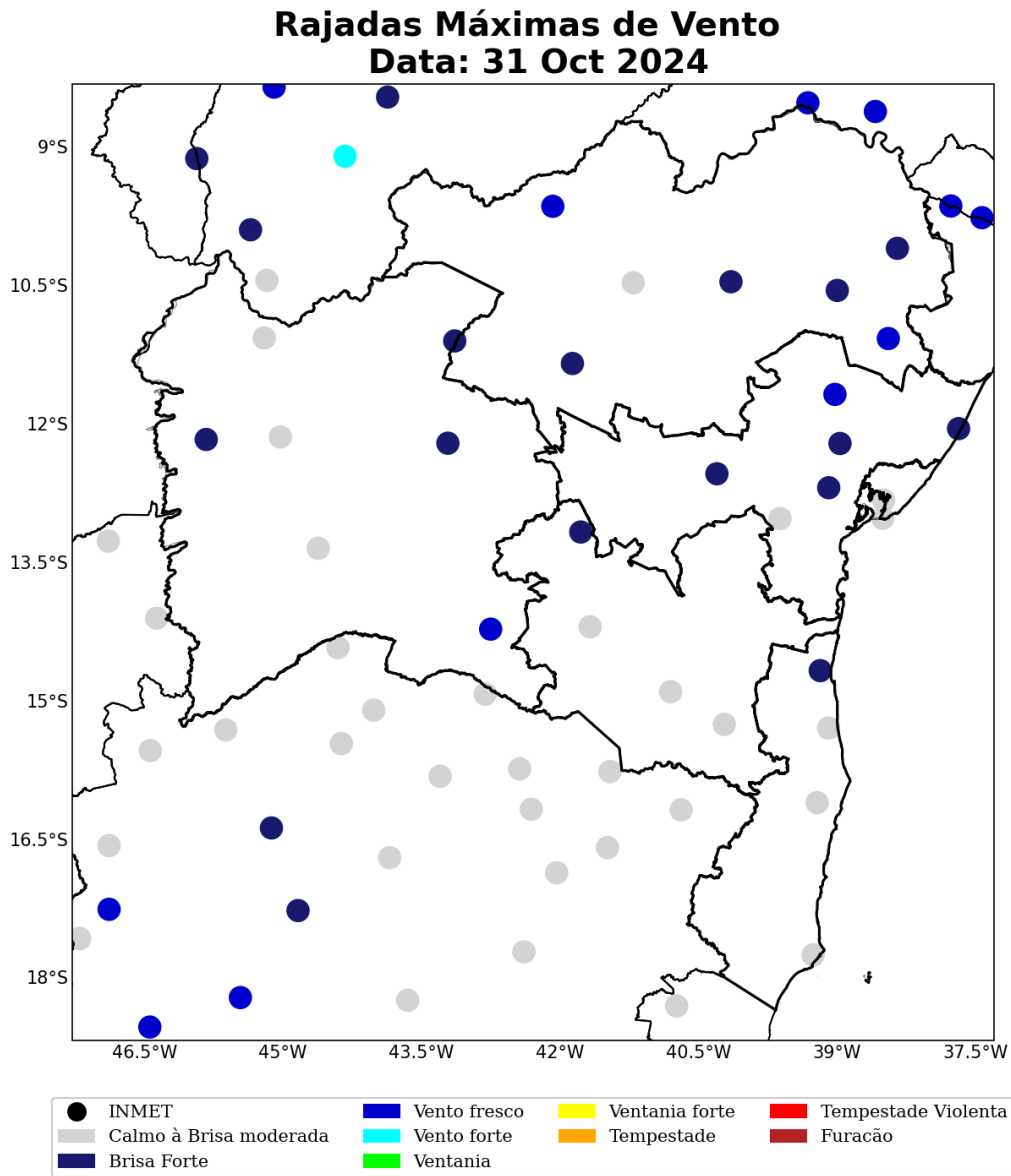 Rajadas Máximas de Vento
Data: 31 Oct 2024
9°S
10.5°S
12°S
13.5°S
15°S
16.5°S
18°S
46.5°W 45°W 43.5°W 42°W 40.5°W 39°W 37.5°W
INMET Vento fresco Ventania forte Tempestade Violenta
Calmo à Brisa moderada Vento forte Tempestade Furacão
Brisa Forte Ventania